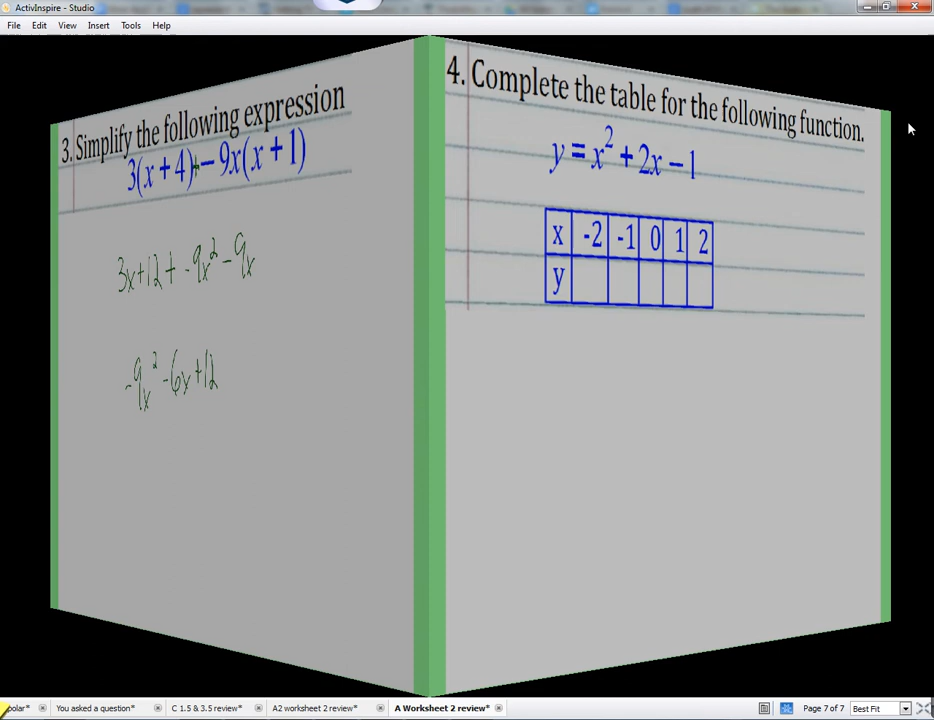 ActivInspire - Studio
File Edit View Insert Tools Help
3. Simplify the following expression
3(x + 4)+− 9x(x + 1)
3x+12+ -9x² -9x
-9x² -6x+12
4. Complete the table for the following function.
y = x² + 2x − 1
x -2 -1 0 1 2
y
polar* You asked a question* C 1.5 & 3.5 review* A2 worksheet 2 review* A Worksheet 2 review* Page 7 of 7 Best Fit